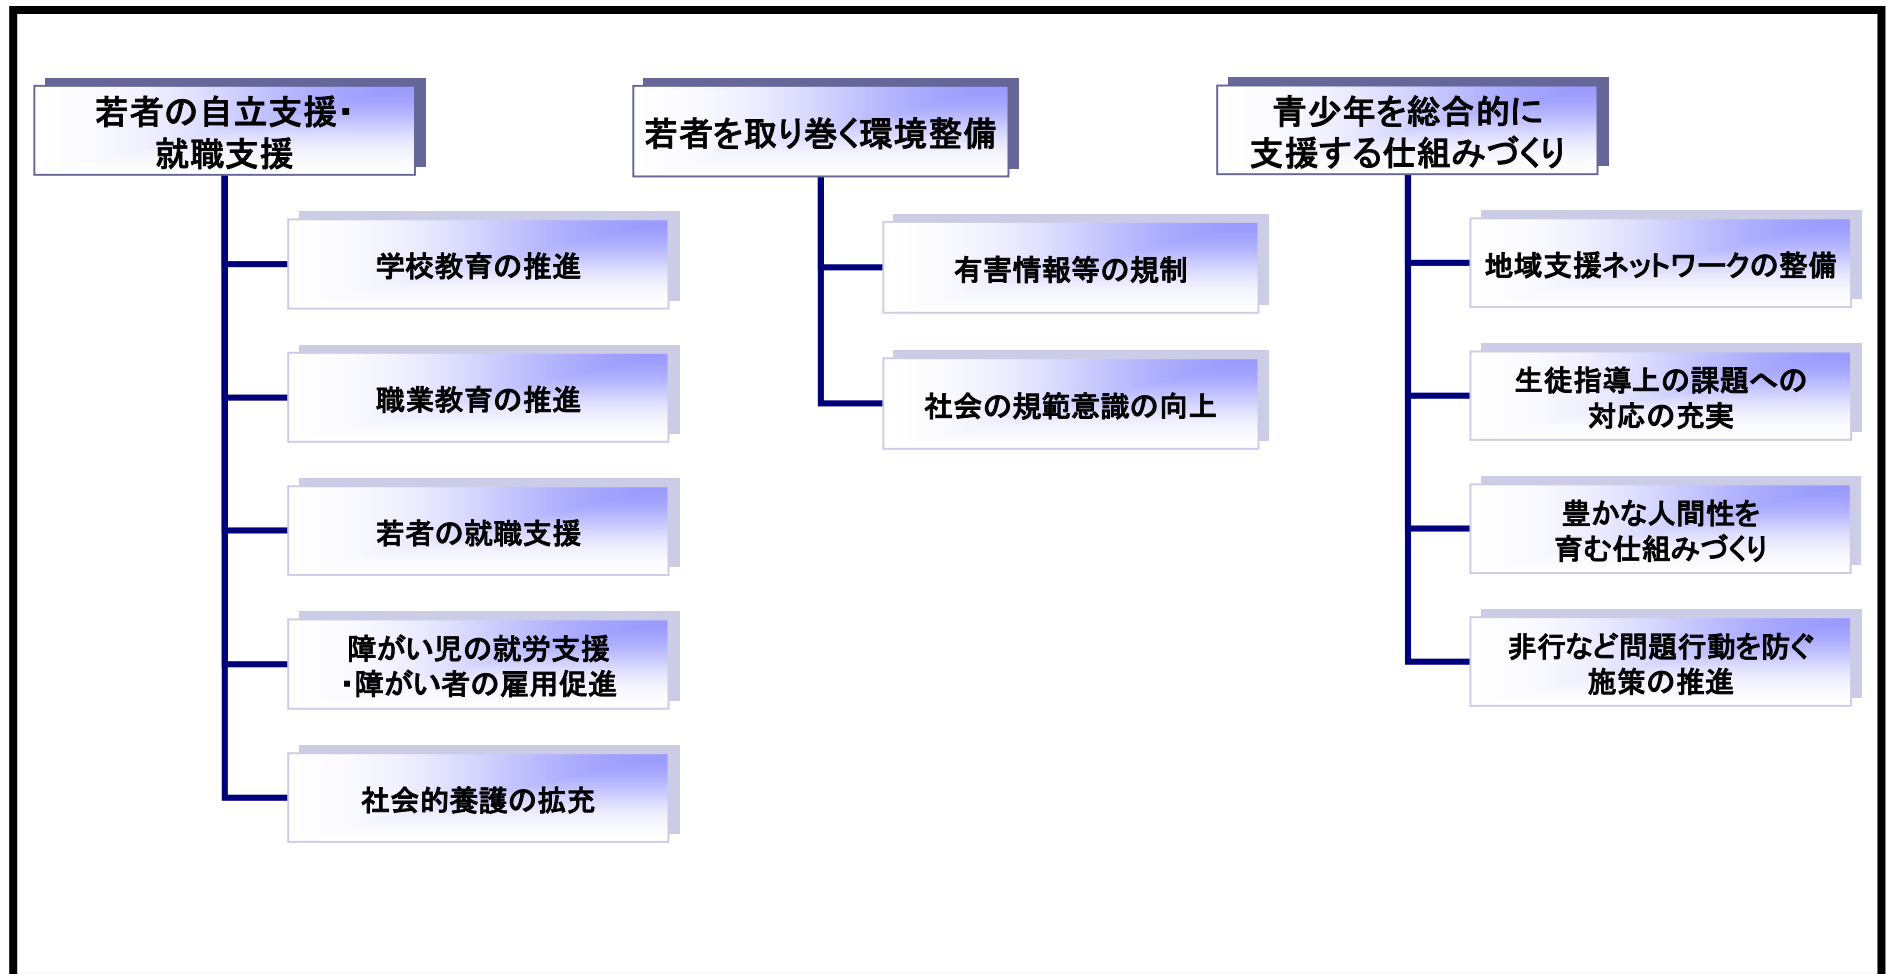 若者の自立支援・
就職支援
学校教育の推進
職業教育の推進
若者の就職支援
障がい児の就労支援
・障がい者の雇用促進
社会的養護の拡充
若者を取り巻く環境整備
有害情報等の規制
社会の規範意識の向上
青少年を総合的に
支援する仕組みづくり
地域支援ネットワークの整備
生徒指導上の課題への
対応の充実
豊かな人間性を
育む仕組みづくり
非行など問題行動を防ぐ
施策の推進